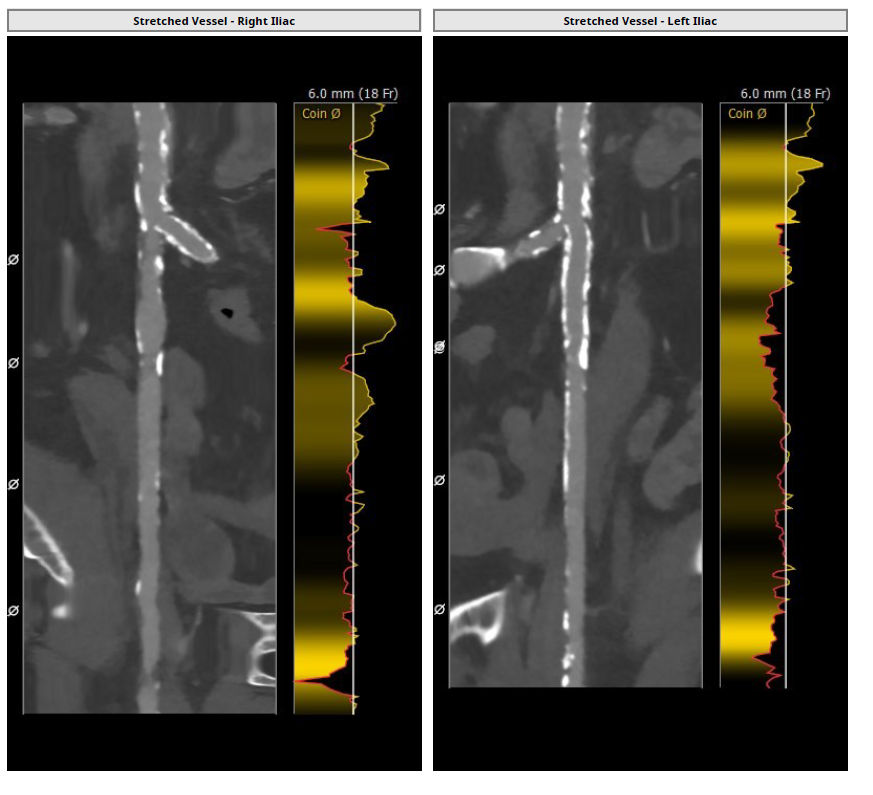 Stretched Vessel - Right Iliac
Stretched Vessel - Left Iliac
6.0 mm (18 Fr)
6.0 mm (18 Fr)
Coin Ø
Coin Ø
Ø
Ø
Ø
Ø
Ø
Ø
Ø
Ø
Ø